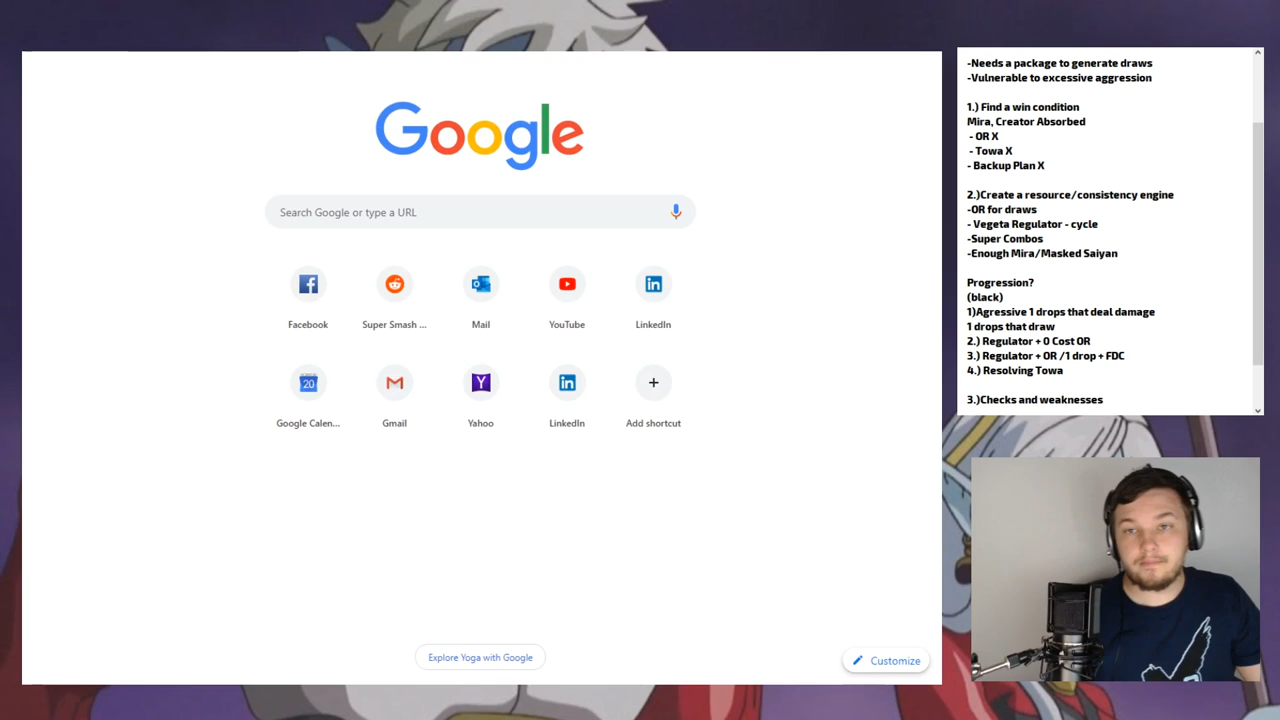 Google
Search Google or type a URL
Facebook
Super Smash ...
Mail
YouTube
LinkedIn
20
Google Calen...
Gmail
Yahoo
LinkedIn
Add shortcut
Explore Yoga with Google
Customize
-Needs a package to generate draws
-Vulnerable to excessive aggression
1.) Find a win condition
Mira, Creator Absorbed
- OR X
- Towa X
- Backup Plan X
2.)Create a resource/consistency engine
-OR for draws
- Vegeta Regulator - cycle
-Super Combos
-Enough Mira/Masked Saiyan
Progression?
(black)
1)Agressive 1 drops that deal damage
1 drops that draw
2.) Regulator + 0 Cost OR
3.) Regulator + OR /1 drop + FDC
4.) Resolving Towa
3.)Checks and weaknesses